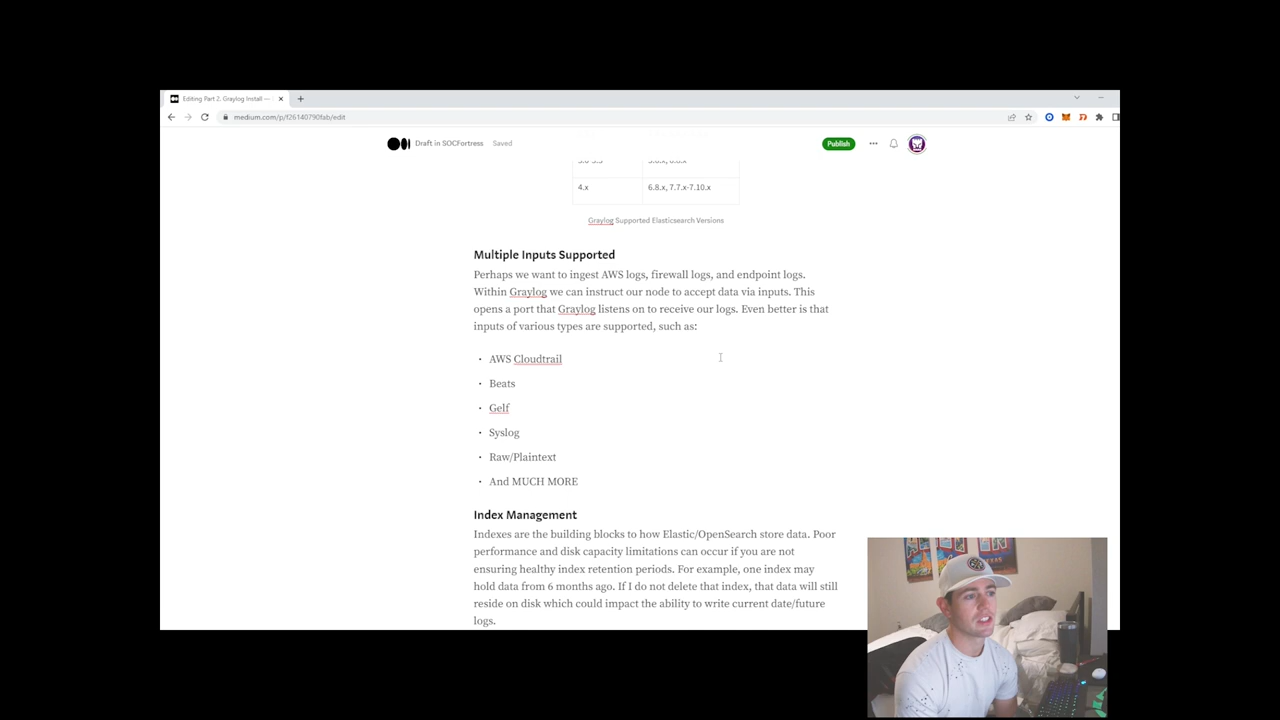 Editing Part 2. Graylog Install —
medium.com/p/f26140790fab/edit
Draft in SOCFortress
Saved
Publish
4.x
6.8.x, 7.7.x-7.10.x
Graylog Supported Elasticsearch Versions
Multiple Inputs Supported
Perhaps we want to ingest AWS logs, firewall logs, and endpoint logs.
Within Graylog we can instruct our node to accept data via inputs. This
opens a port that Graylog listens on to receive our logs. Even better is that
inputs of various types are supported, such as:
• AWS Cloudtrail
• Beats
• Gelf
• Syslog
• Raw/Plaintext
• And MUCH MORE
Index Management
Indexes are the building blocks to how Elastic/OpenSearch store data. Poor
performance and disk capacity limitations can occur if you are not
ensuring healthy index retention periods. For example, one index may
hold data from 6 months ago. If I do not delete that index, that data will still
reside on disk which could impact the ability to write current date/future
logs.